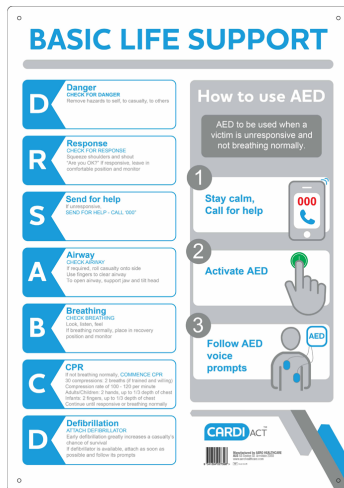 BASIC LIFE SUPPORT
D
Danger
CHECK FOR DANGER
Remove hazards to self, to casualty, to others
R
Response
CHECK FOR RESPONSE
Squeeze shoulders and shout
"Are you OK?" If responsive, leave in
comfortable position and monitor
S
Send for help
If unresponsive,
SEND FOR HELP - CALL '000'
A
Airway
CHECK AIRWAY
If required, roll casualty onto side
Use fingers to clear airway
To open airway, support jaw and tilt head
B
Breathing
CHECK BREATHING
Look, listen, feel
If breathing normally, place in recovery
position and monitor
C
CPR
If not breathing normally, COMMENCE CPR
30 compressions: 2 breaths (if trained and willing)
Compression rate of 100 - 120 per minute
Adults/Children: 2 hands, up to 1/3 depth of chest
Infants: 2 fingers, up to 1/3 depth of chest
Continue until responsive or breathing normally
D
Defibrillation
ATTACH DEFIBRILLATOR
Early defibrillation greatly increases a casualty's
chance of survival
If defibrillator is available, attach as soon as
possible and follow its prompts
How to use AED
AED to be used when a
victim is unresponsive and
not breathing normally.
1
Stay calm,
Call for help
000
2
Activate AED
3
Follow AED
voice
prompts
AED
CARDIACT